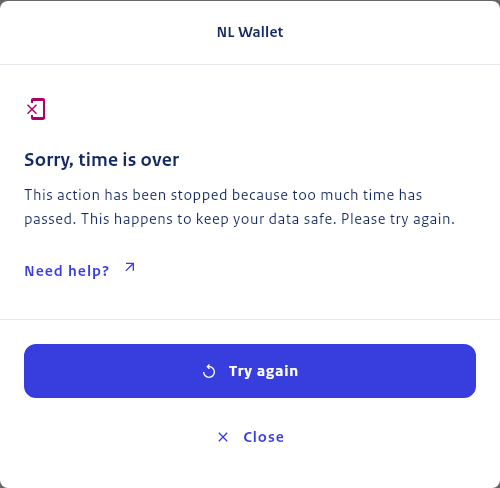 NL Wallet
Sorry, time is over
This action has been stopped because too much time has
passed. This happens to keep your data safe. Please try again.
Need help?
Try again
Close